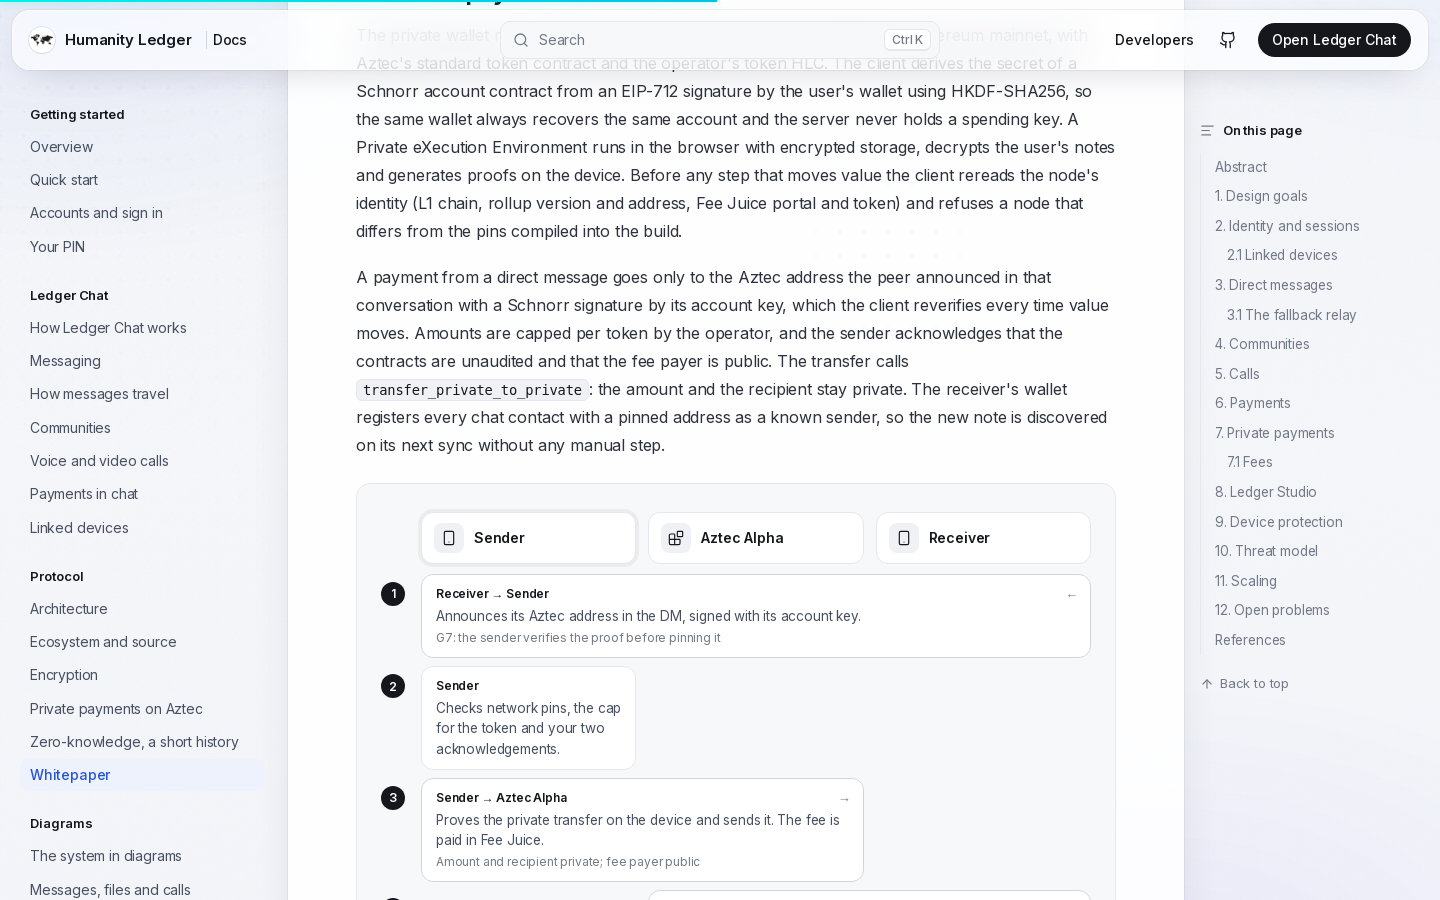 Humanity Ledger
Docs
Search
Ctrl K
Developers
Open Ledger Chat
Getting started
Overview
Quick start
Accounts and sign in
Your PIN
Ledger Chat
How Ledger Chat works
Messaging
How messages travel
Communities
Voice and video calls
Payments in chat
Linked devices
Protocol
Architecture
Ecosystem and source
Encryption
Private payments on Aztec
Zero-knowledge, a short history
Whitepaper
Diagrams
The system in diagrams
Messages, files and calls
The private wallet
mainnet, with
Aztec's standard token contract and the operator's token HLC. The client derives the secret of a
Schnorr account contract from an EIP-712 signature by the user's wallet using HKDF-SHA256, so
the same wallet always recovers the same account and the server never holds a spending key. A
Private eXecution Environment runs in the browser with encrypted storage, decrypts the user's notes
and generates proofs on the device. Before any step that moves value the client rereads the node's
identity (L1 chain, rollup version and address, Fee Juice portal and token) and refuses a node that
differs from the pins compiled into the build.
A payment from a direct message goes only to the Aztec address the peer announced in that
conversation with a Schnorr signature by its account key, which the client reverifies every time value
moves. Amounts are capped per token by the operator, and the sender acknowledges that the
contracts are unaudited and that the fee payer is public. The transfer calls
transfer_private_to_private: the amount and the recipient stay private. The receiver's wallet
registers every chat contact with a pinned address as a known sender, so the new note is discovered
on its next sync without any manual step.
Sender
Aztec Alpha
Receiver
1
Receiver → Sender ←
Announces its Aztec address in the DM, signed with its account key.
G7: the sender verifies the proof before pinning it
2
Sender
Checks network pins, the cap
for the token and your two
acknowledgements.
3
Sender → Aztec Alpha →
Proves the private transfer on the device and sends it. The fee is
paid in Fee Juice.
Amount and recipient private; fee payer public
On this page
Abstract
1. Design goals
2. Identity and sessions
2.1 Linked devices
3. Direct messages
3.1 The fallback relay
4. Communities
5. Calls
6. Payments
7. Private payments
7.1 Fees
8. Ledger Studio
9. Device protection
10. Threat model
11. Scaling
12. Open problems
References
↑ Back to top